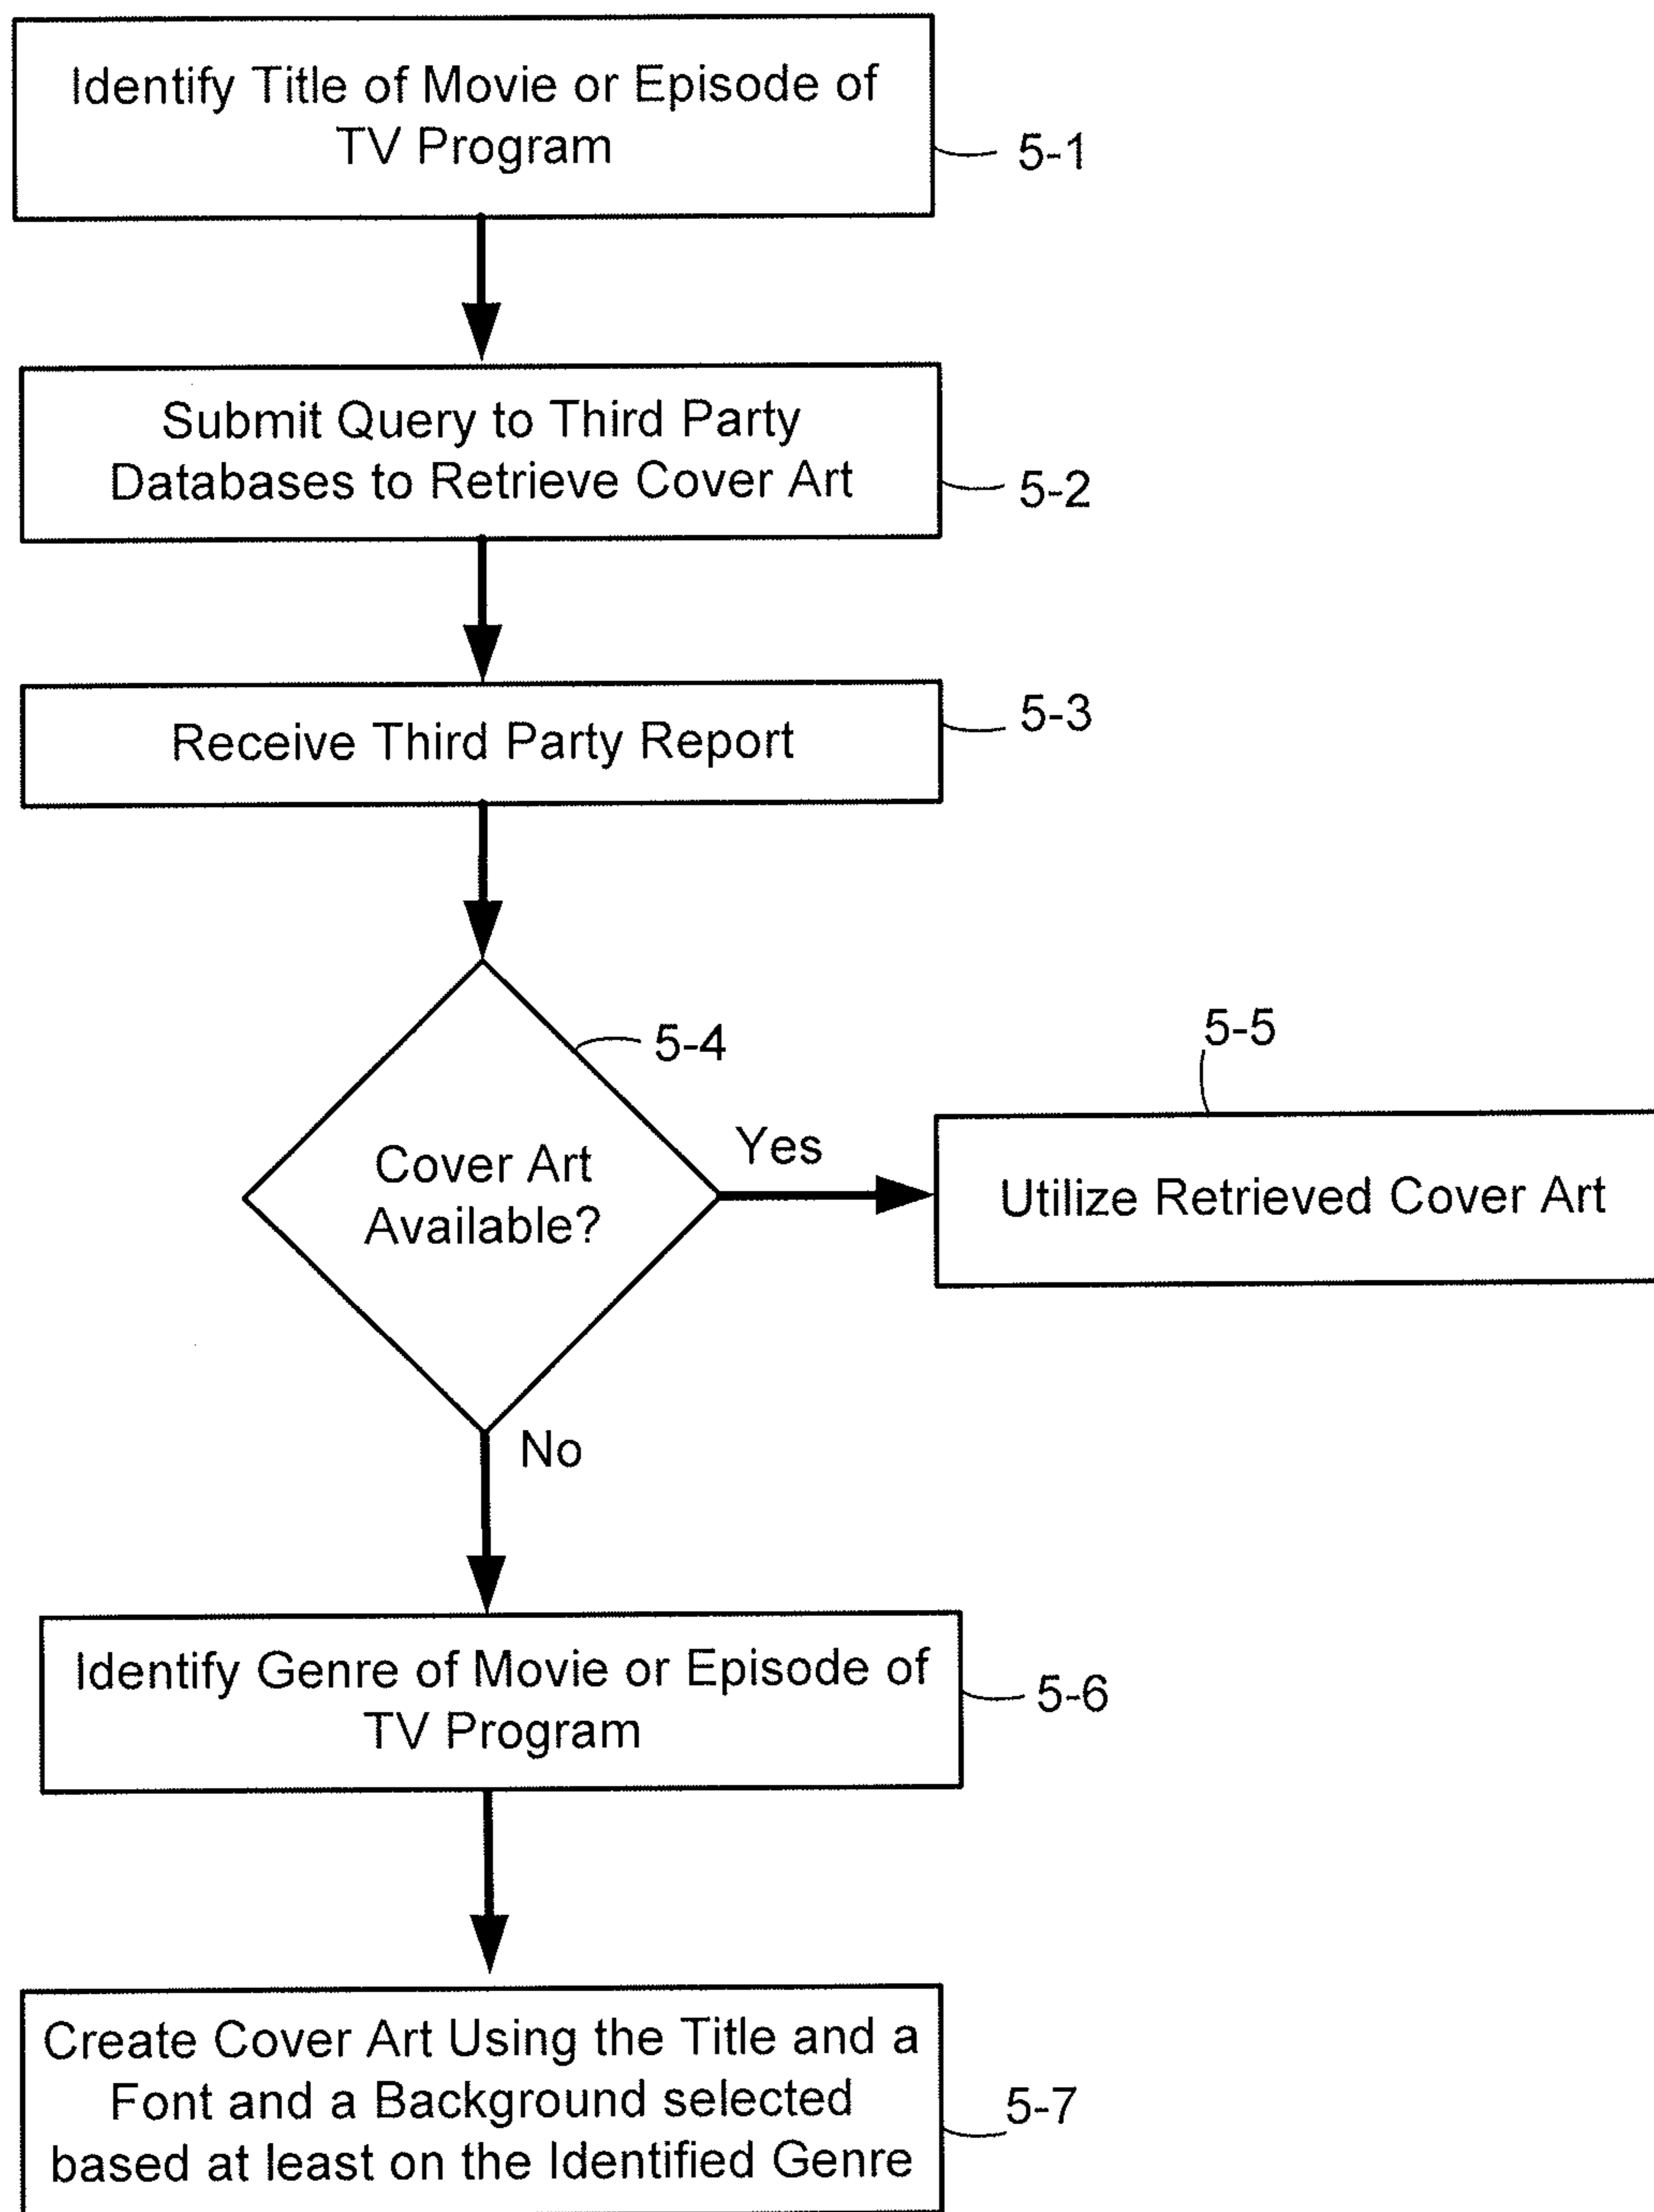 Identify Title of Movie or Episode of
TV Program
5-1
Submit Query to Third Party
Databases to Retrieve Cover Art
5-2
Receive Third Party Report
5-3
5-4
Cover Art
Available?
Yes
5-5
Utilize Retrieved Cover Art
No
Identify Genre of Movie or Episode of
TV Program
5-6
Create Cover Art Using the Title and a
Font and a Background selected
based at least on the Identified Genre
5-7